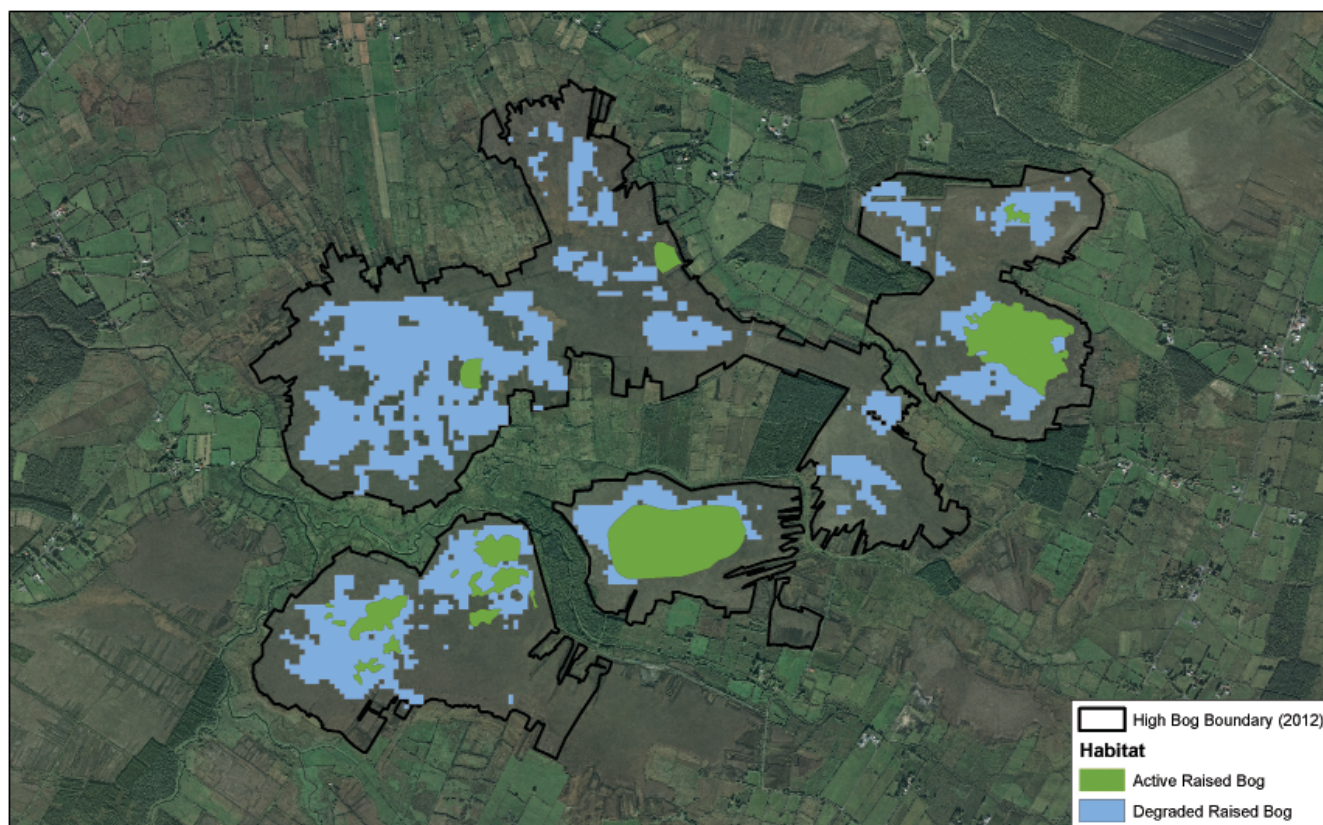 High Bog Boundary (2012)
Habitat
Active Raised Bog
Degraded Raised Bog